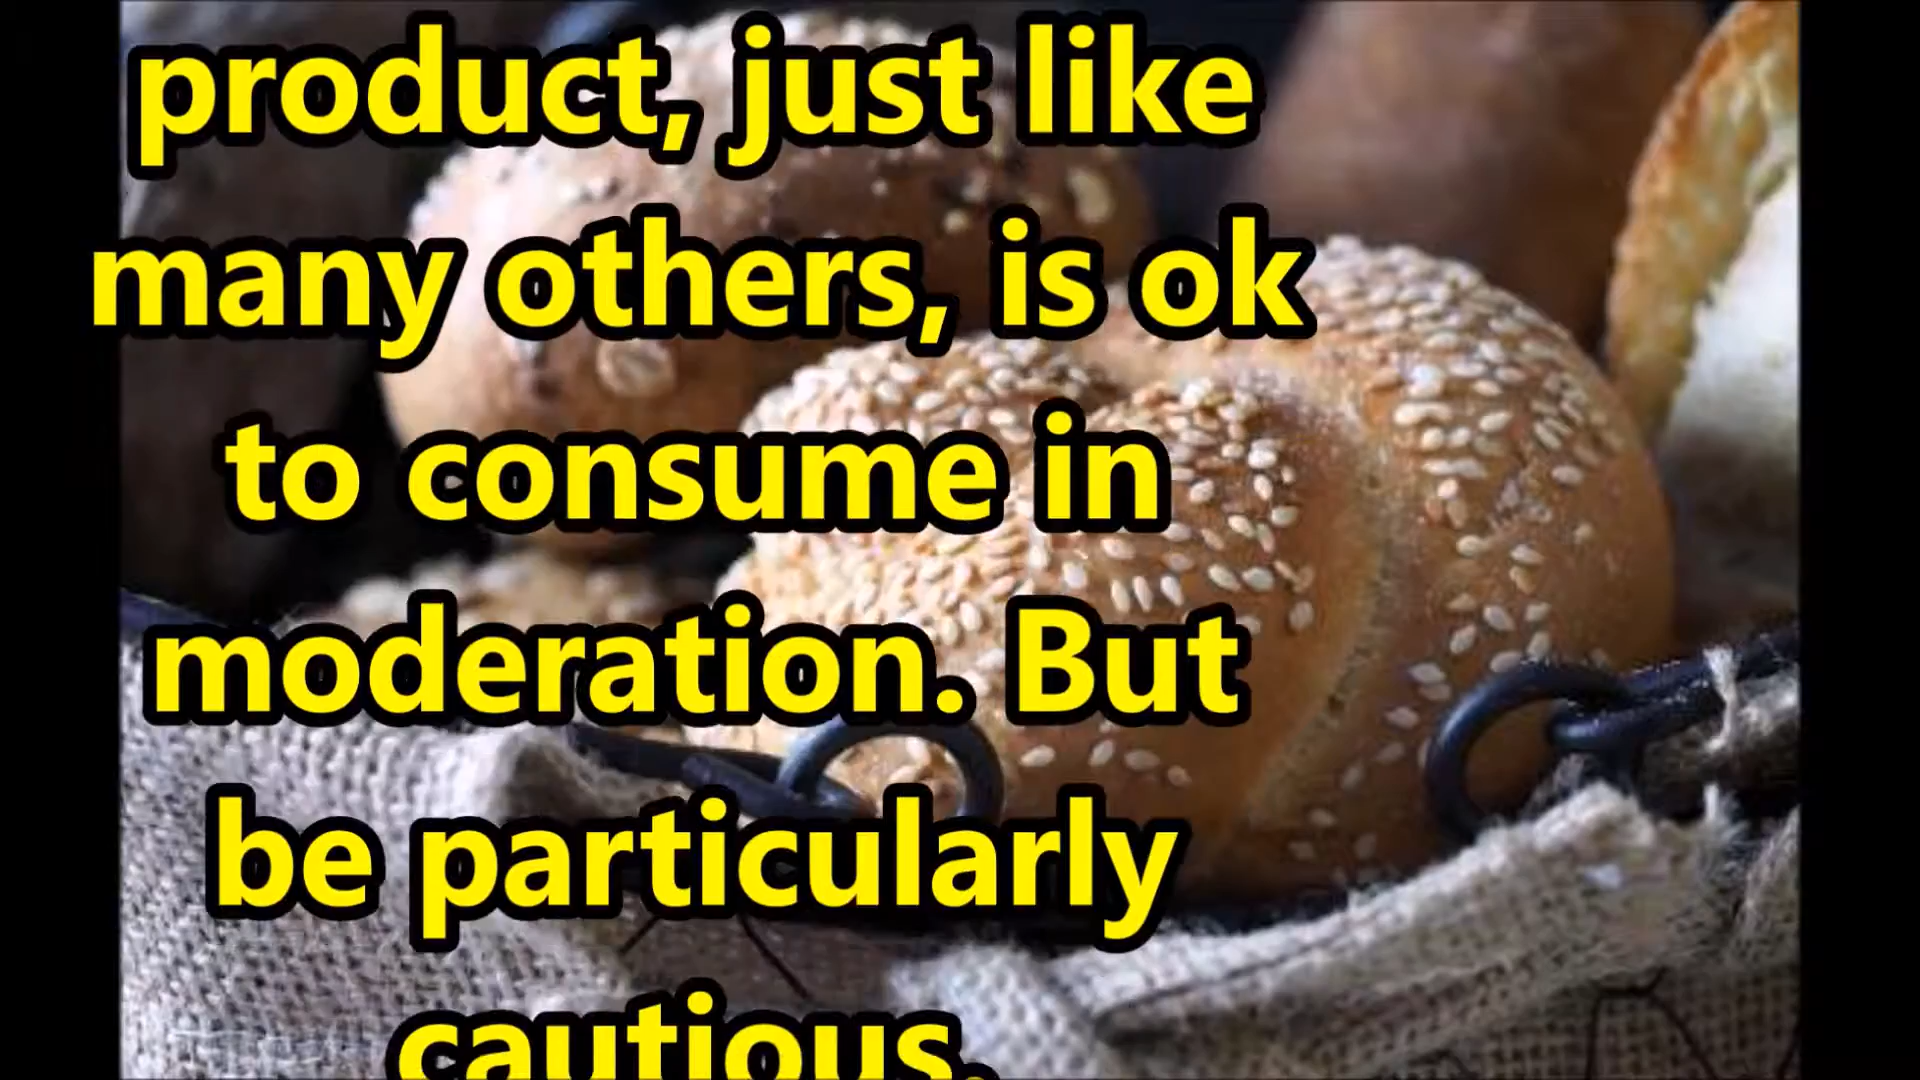 product, just like
many others, is ok
to consume in
moderation. But
be particularly
cautious.